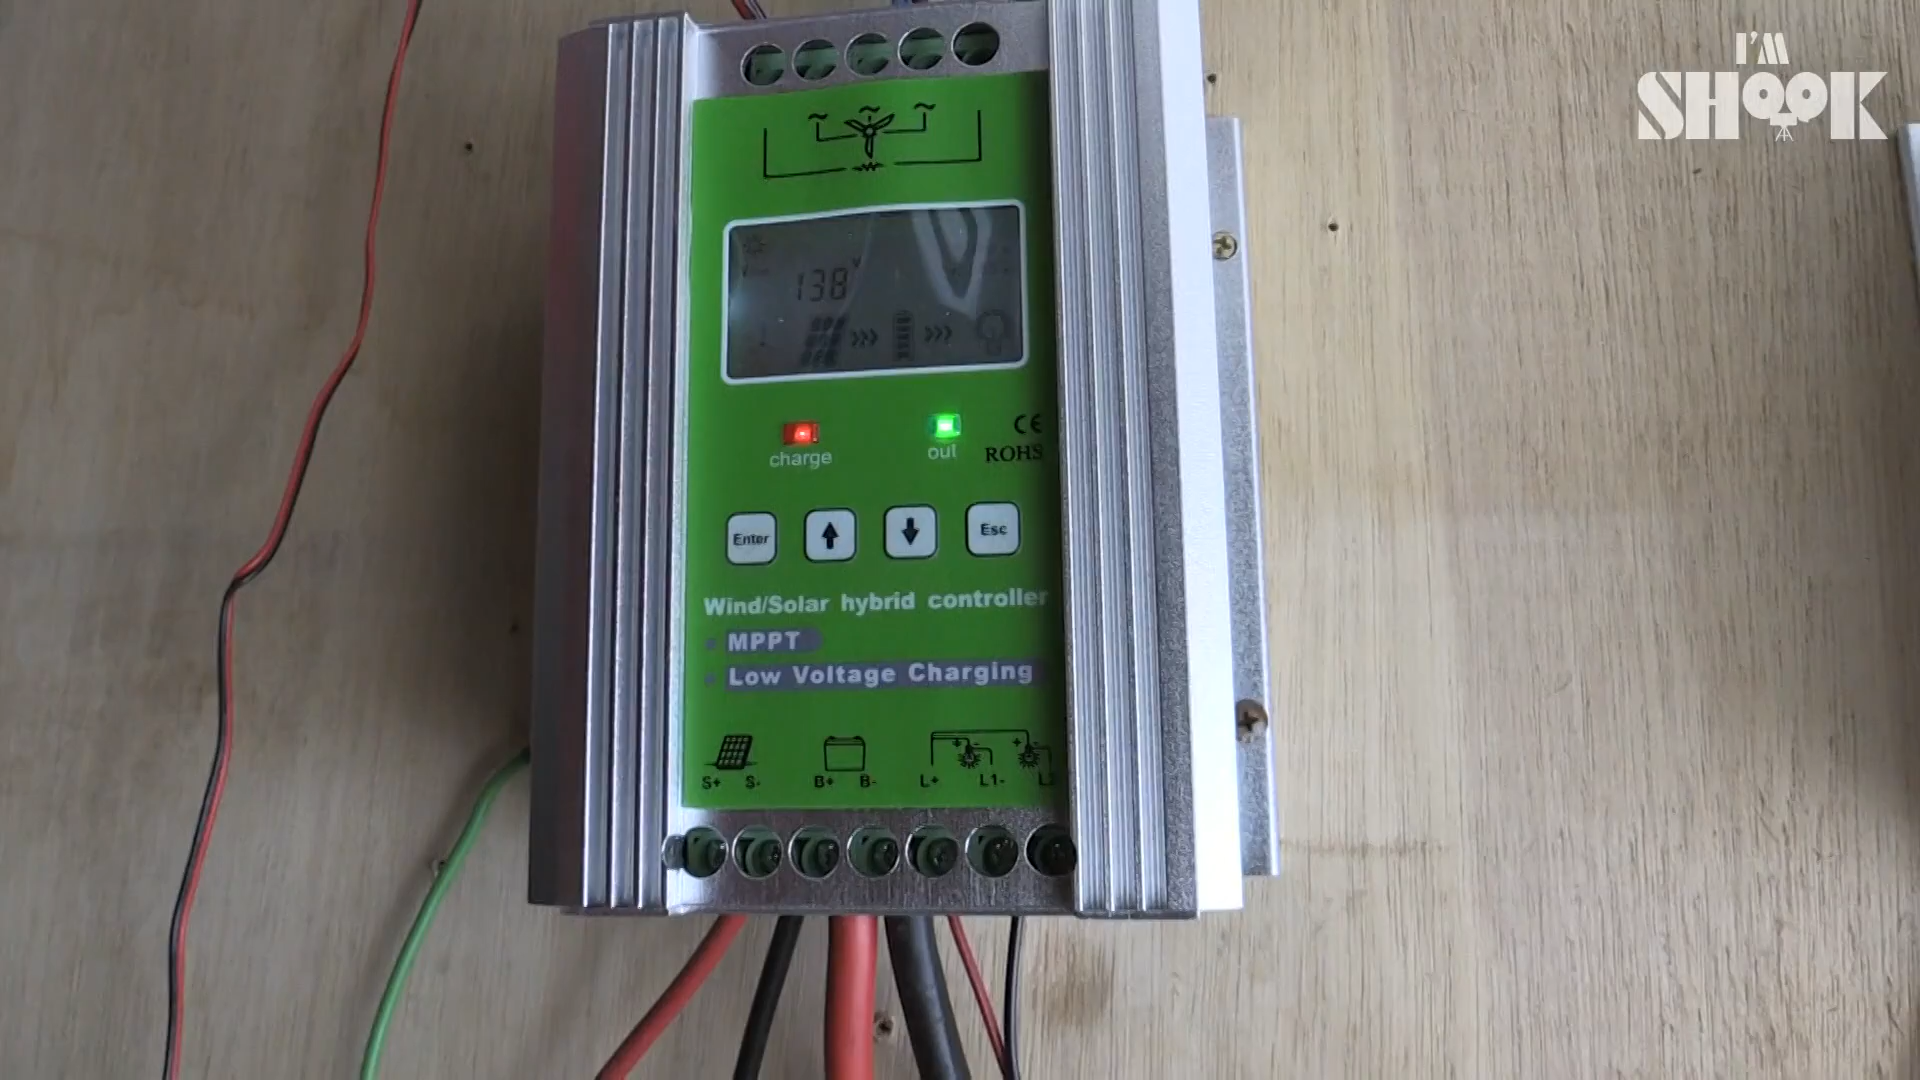 I'M
SHOOK
138
V
charge
out
CE
ROHS
Enter
Esc
Wind/Solar hybrid controller
MPPT
Low Voltage Charging
S+ S- B+ B- L+ L1-